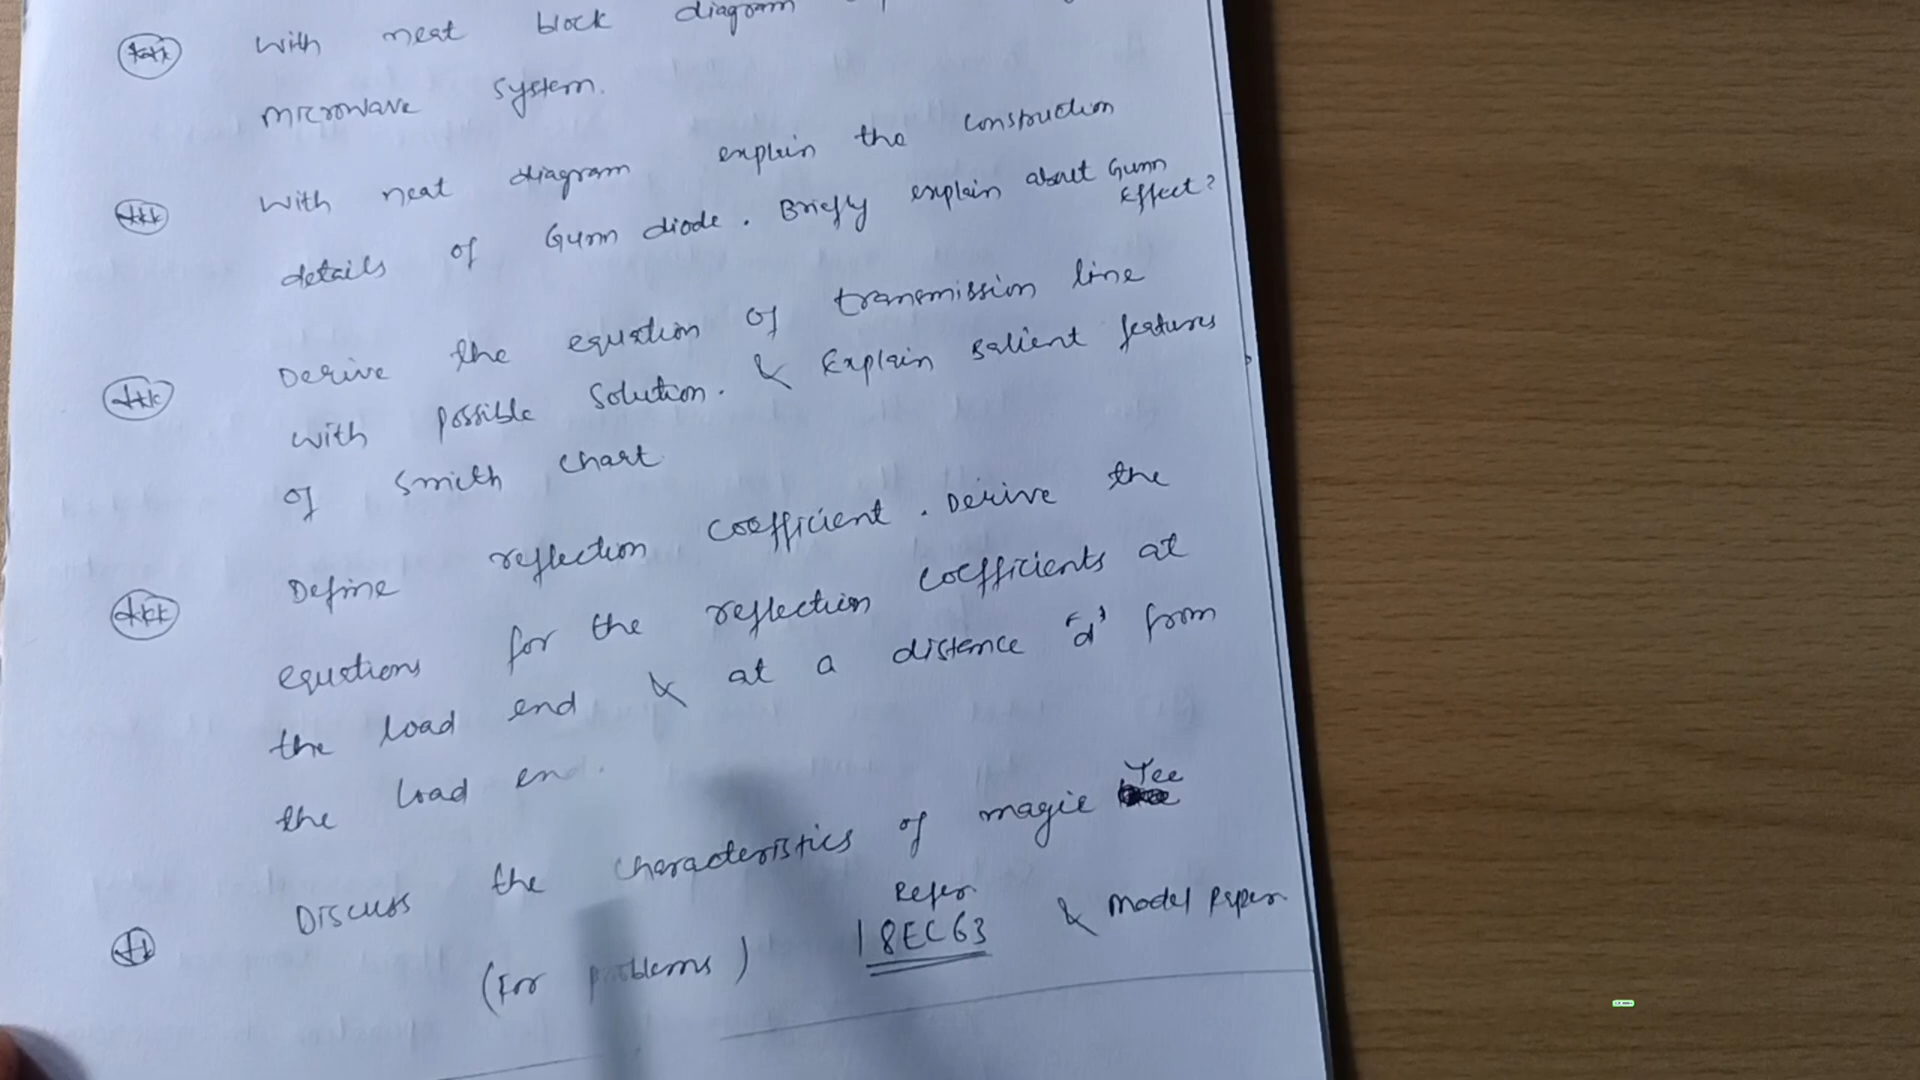 *** With neat block diagram
microwave system.
*** With neat diagram explain the construction
details of Gunn diode. Briefly explain about Gunn
Effect?
Derive the equation of transmission line
*** with possible solution. & Explain salient features
of smith chart
*** Define reflection coefficient. Derive the
equations for the reflection coefficients at
the load end & at a distance 'd' from
the load end.
Tee
** Discuss the characteristics of magic
Refer
(For problems) 18EC63 & Model Paper